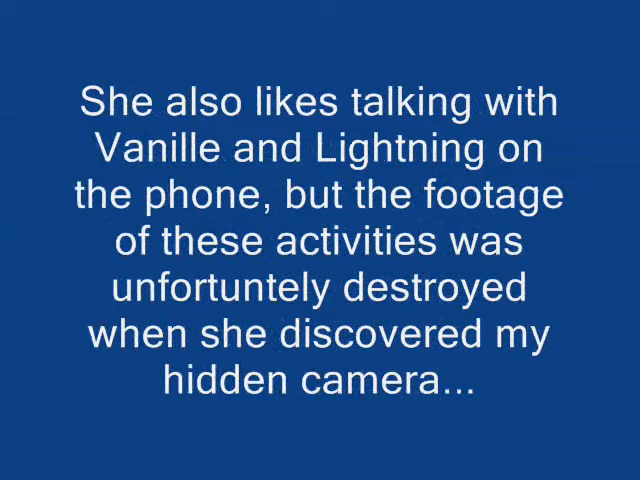 She also likes talking with
Vanille and Lightning on
the phone, but the footage
of these activities was
unfortuntely destroyed
when she discovered my
hidden camera...